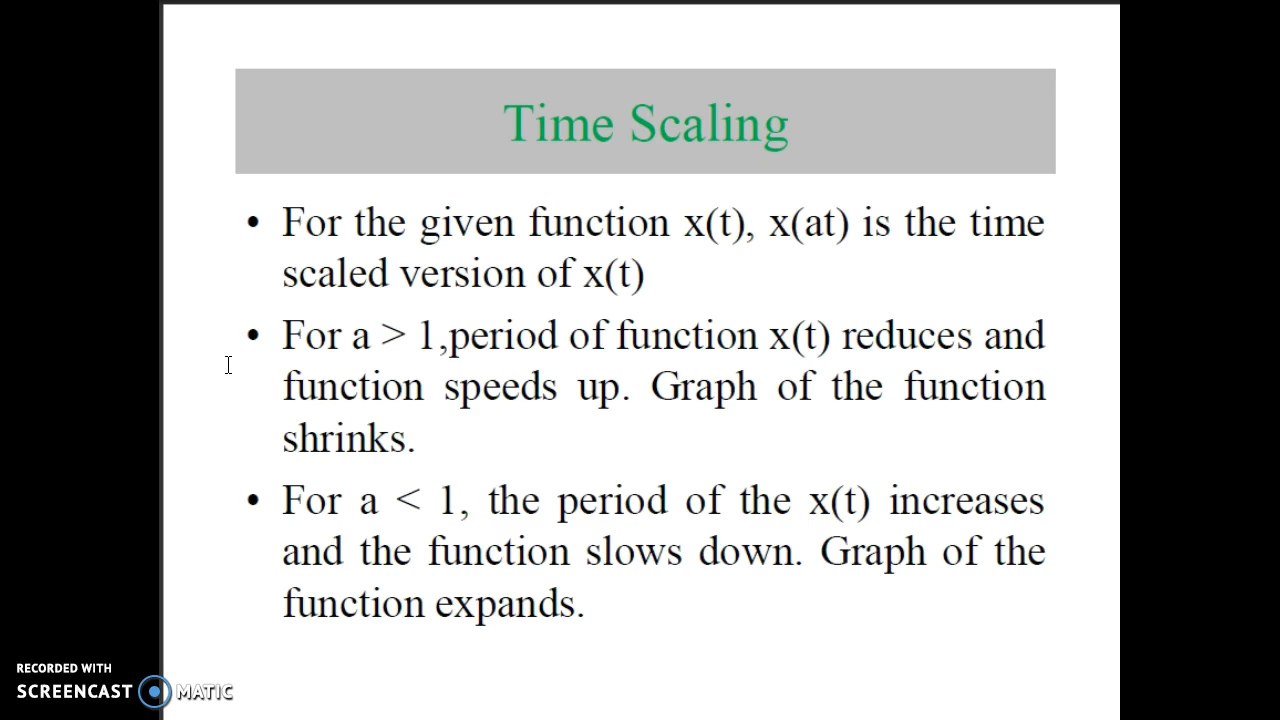 Time Scaling
• For the given function x(t), x(at) is the time
scaled version of x(t)
• For a > 1,period of function x(t) reduces and
function speeds up. Graph of the function
shrinks.
• For a < 1, the period of the x(t) increases
and the function slows down. Graph of the
function expands.
RECORDED WITH
SCREENCAST MATIC